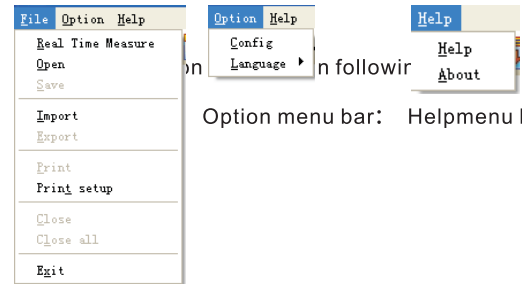 File Option Help
Real Time Measure
Open
Save
Import
Export
Print
Print setup
Close
Close all
Exit
Option Help
Config
Language
Help
Help
About
on
n followin
Option menu bar: Helpmenu